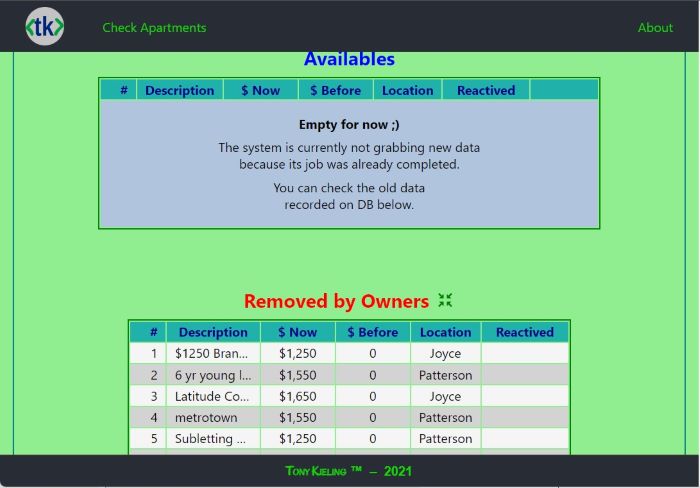 <tk>
Check Apartments
About
Availables
# Description $ Now $ Before Location Reactived
Empty for now ;)
The system is currently not grabbing new data
because its job was already completed.
You can check the old data
recorded on DB below.
Removed by Owners
# Description $ Now $ Before Location Reactived
1 $1250 Bran... $1,250 0 Joyce
2 6 yr young l... $1,550 0 Patterson
3 Latitude Co... $1,650 0 Joyce
4 metrotown $1,550 0 Patterson
5 Subletting ... $1,250 0 Patterson
Tony Kieling ™ – 2021